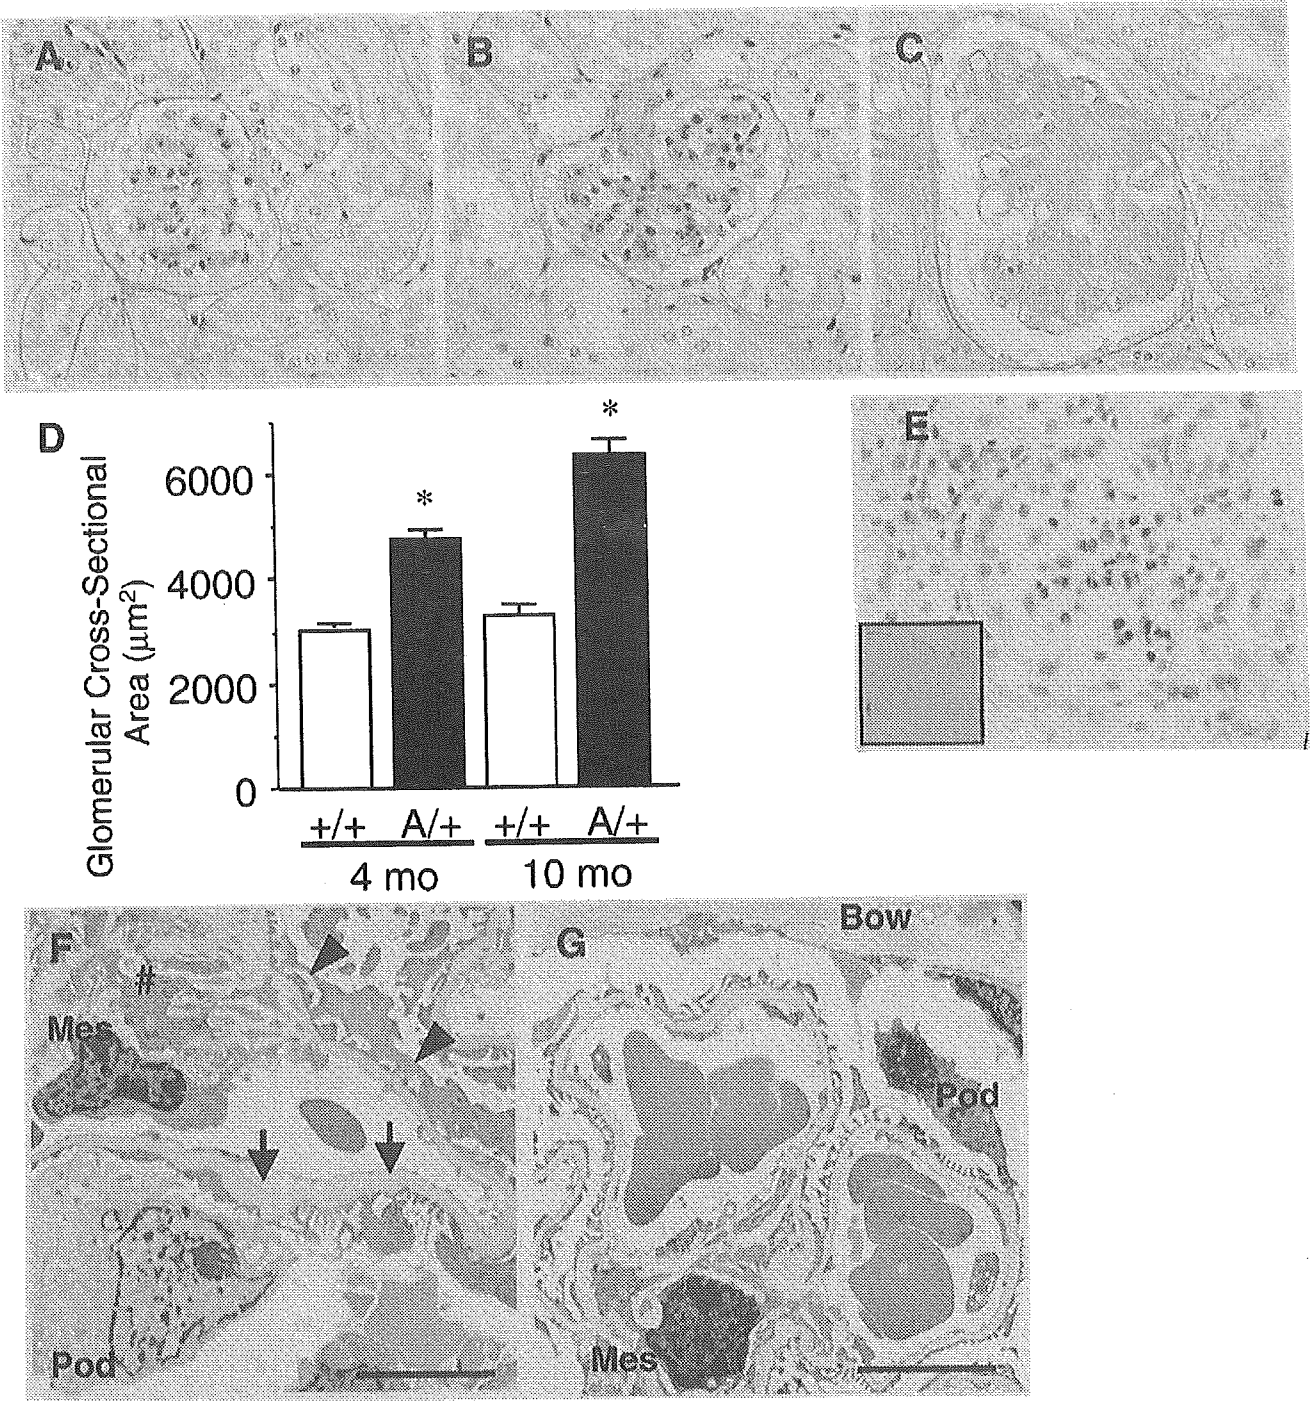 A
B
C
D
Glomerular Cross-Sectional
Area (μm²)
6000
4000
2000
0
*
*
+/+ A/+ +/+ A/+
4 mo 10 mo
E
F
#
Mes
Pod
G
Bow
Pod
Mes